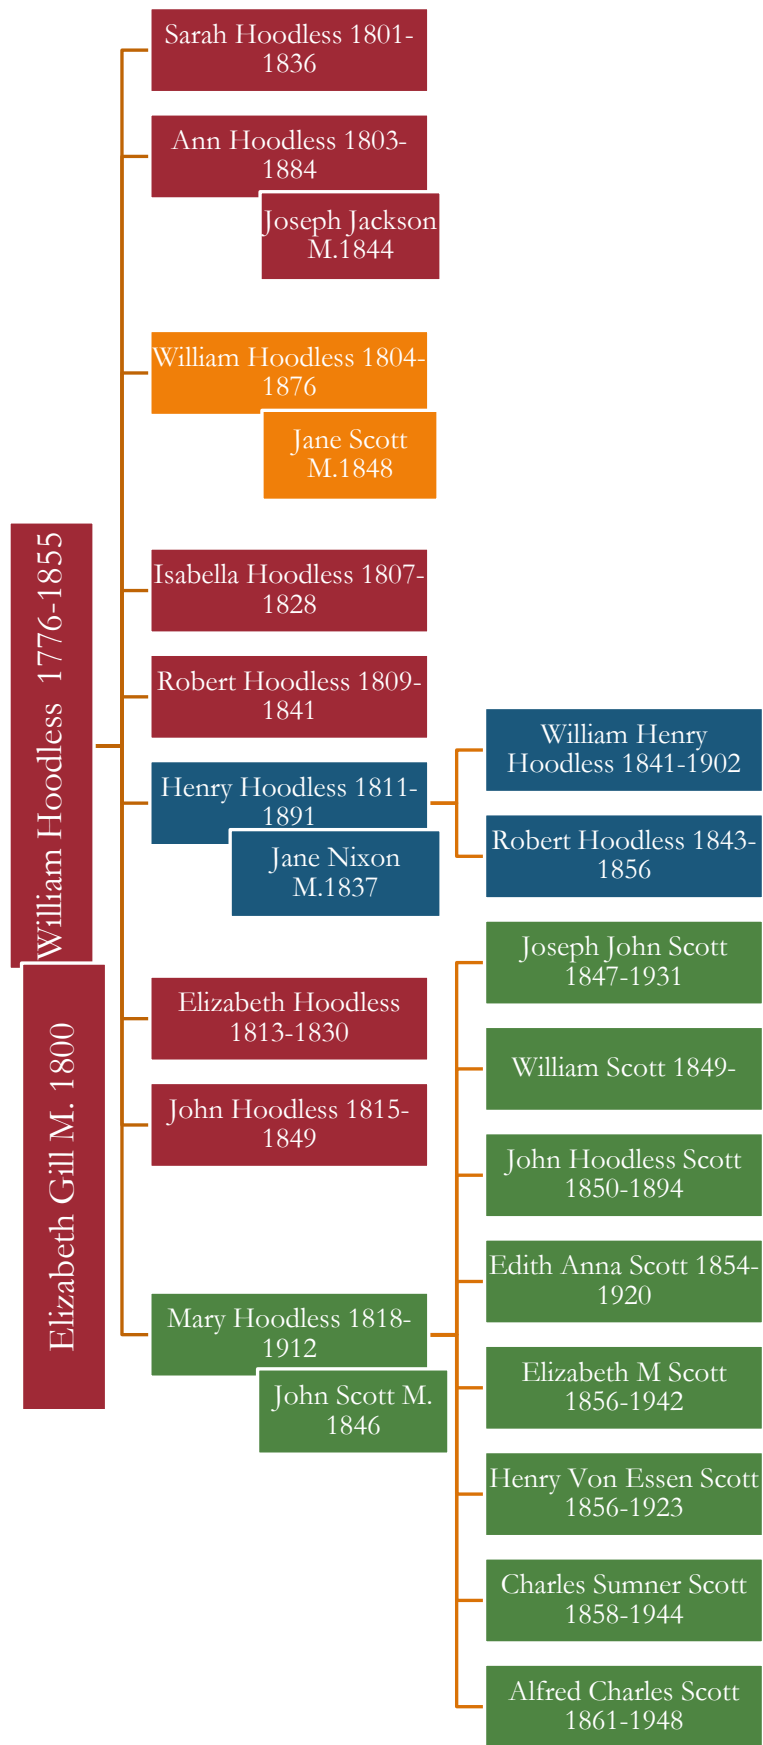 William Hoodless 1776-1855
Elizabeth Gill M. 1800
Sarah Hoodless 1801-
1836
Ann Hoodless 1803-
1884
Joseph Jackson
M.1844
William Hoodless 1804-
1876
Jane Scott
M.1848
Isabella Hoodless 1807-
1828
Robert Hoodless 1809-
1841
Henry Hoodless 1811-
1891
Jane Nixon
M.1837
William Henry
Hoodless 1841-1902
Robert Hoodless 1843-
1856
Elizabeth Hoodless
1813-1830
John Hoodless 1815-
1849
Mary Hoodless 1818-
1912
John Scott M.
1846
Joseph John Scott
1847-1931
William Scott 1849-
John Hoodless Scott
1850-1894
Edith Anna Scott 1854-
1920
Elizabeth M Scott
1856-1942
Henry Von Essen Scott
1856-1923
Charles Sumner Scott
1858-1944
Alfred Charles Scott
1861-1948